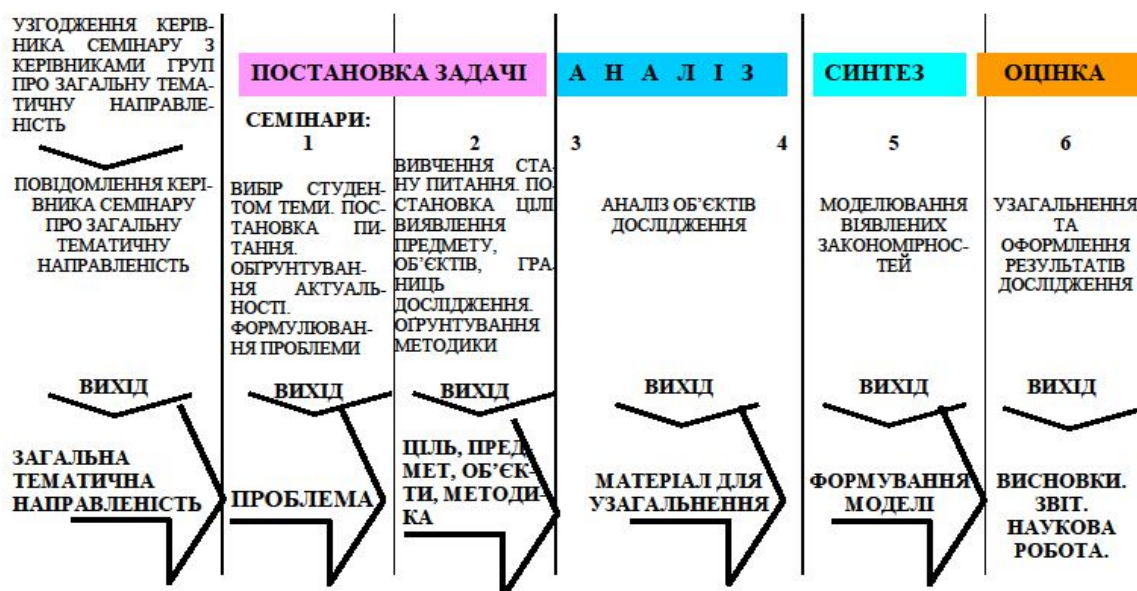 УЗГОДЖЕННЯ КЕРІВ-
НИКА СЕМІНАРУ З
КЕРІВНИКАМИ ГРУП
ПРО ЗАГАЛЬНУ ТЕМА-
ТИЧНУ НАПРАВЛЕ-
НІСТЬ
ПОВІДОМЛЕННЯ КЕРІ-
ВНИКА СЕМІНАРУ
ПРО ЗАГАЛЬНУ
ТЕМАТИЧНУ
НАПРАВЛЕНІСТЬ
ВИХІД
ЗАГАЛЬНА
ТЕМАТИЧНА
НАПРАВЛЕНІСТЬ
ПОСТАНОВКА ЗАДАЧІ
СЕМІНАРИ:
1
ВИБІР СТУДЕН-
ТОМ ТЕМИ. ПОС-
ТАНОВКА ПИ-
ТАННЯ.
ОБҐРУНТУВАН-
НЯ АКТУАЛЬ-
НОСТІ.
ФОРМУЛЮВАН-
НЯ ПРОБЛЕМИ
ВИХІД
ПРОБЛЕМА
2
ВИВЧЕННЯ СТА-
НУ ПИТАННЯ. ПО-
СТАНОВКА ЦІЛІ
ВИЯВЛЕННЯ
ПРЕДМЕТУ,
ОБ’ЄКТІВ, ГРА-
НИЦЬ
ДОСЛІДЖЕННЯ.
ОҐРУНТУВАННЯ
МЕТОДИКИ
ВИХІД
ЦІЛЬ, ПРЕД
МЕТ, ОБ’ЄК-
ТИ, МЕТОДИ-
КА
А Н А Л І З
3 4
АНАЛІЗ ОБ’ЄКТІВ
ДОСЛІДЖЕННЯ
ВИХІД
МАТЕРІАЛ ДЛЯ
УЗАГАЛЬНЕННЯ
СИНТЕЗ
5
МОДЕЛЮВАННЯ
ВІЯВЛЕНИХ
ЗАКОНОМІРНОС-
ТЕЙ
ВИХІД
ФОРМУВАННЯ
МОДЕЛІ
ОЦІНКА
6
УЗАГАЛЬНЕННЯ
ТА
ОФОРМЛЕННЯ
РЕЗУЛЬТАТІВ
ДОСЛІДЖЕННЯ
ВИХІД
ВИСНОВКИ.
ЗВІТ.
НАУКОВА
РОБОТА.